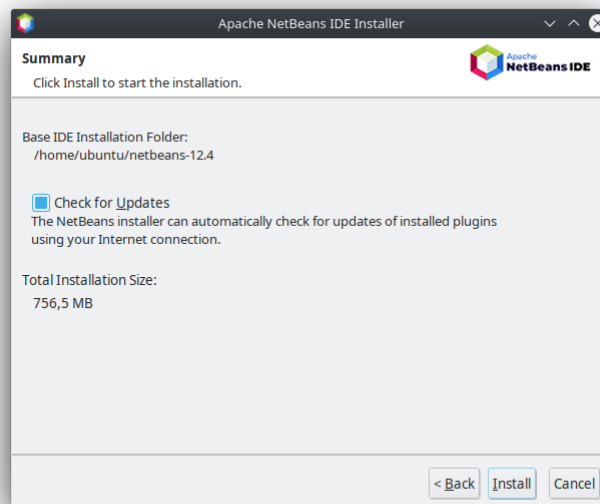 Apache NetBeans IDE Installer
Summary
Click Install to start the installation.
Apache
NetBeans IDE
Base IDE Installation Folder:
/home/ubuntu/netbeans-12.4
Check for Updates
The NetBeans installer can automatically check for updates of installed plugins
using your Internet connection.
Total Installation Size:
756,5 MB
< Back Install Cancel